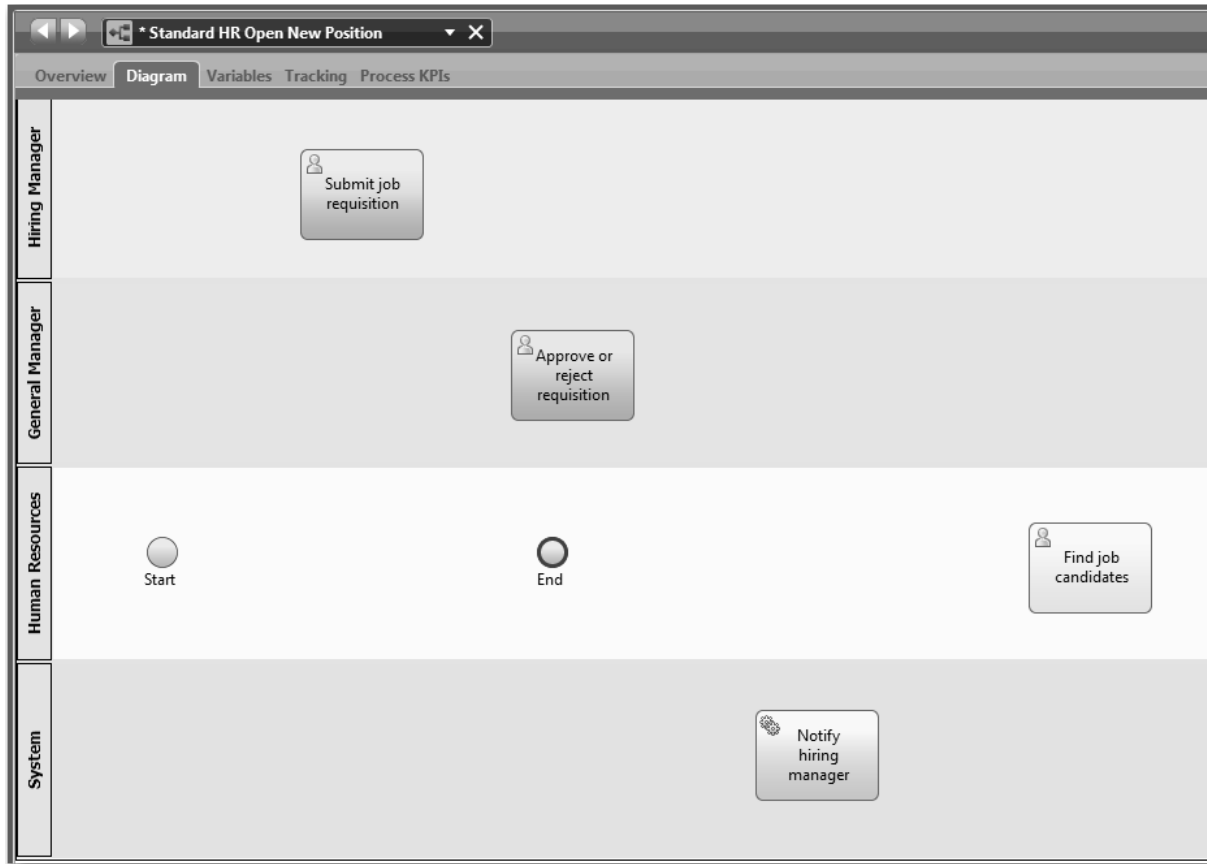 * Standard HR Open New Position
Overview Diagram Variables Tracking Process KPIs
Hiring Manager
Submit job
requisition
General Manager
Approve or
reject
requisition
Human Resources
Start
End
Find job
candidates
System
Notify
hiring
manager